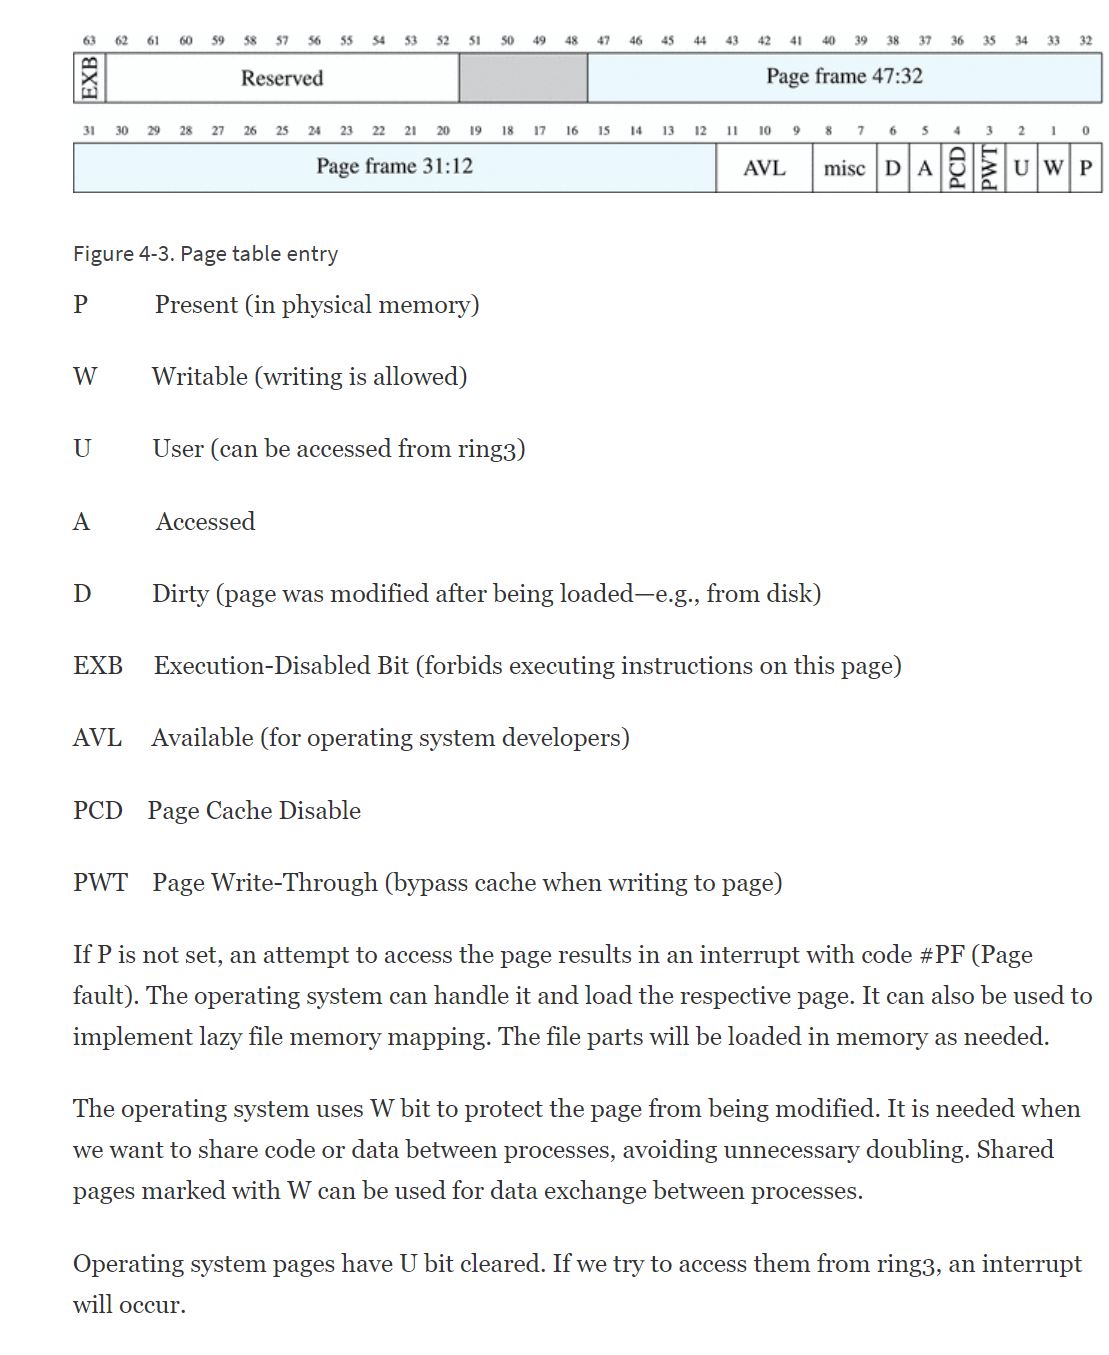 63 62 61 60 59 58 57 56 55 54 53 52 51 50 49 48 47 46 45 44 43 42 41 40 39 38 37 36 35 34 33 32
EXB Reserved Page frame 47:32
31 30 29 28 27 26 25 24 23 22 21 20 19 18 17 16 15 14 13 12 11 10 9 8 7 6 5 4 3 2 1 0
Page frame 31:12 AVL misc D A PCD PWT U W P
Figure 4-3. Page table entry
P Present (in physical memory)
W Writable (writing is allowed)
U User (can be accessed from ring3)
A Accessed
D Dirty (page was modified after being loaded—e.g., from disk)
EXB Execution-Disabled Bit (forbids executing instructions on this page)
AVL Available (for operating system developers)
PCD Page Cache Disable
PWT Page Write-Through (bypass cache when writing to page)
If P is not set, an attempt to access the page results in an interrupt with code #PF (Page
fault). The operating system can handle it and load the respective page. It can also be used to
implement lazy file memory mapping. The file parts will be loaded in memory as needed.
The operating system uses W bit to protect the page from being modified. It is needed when
we want to share code or data between processes, avoiding unnecessary doubling. Shared
pages marked with W can be used for data exchange between processes.
Operating system pages have U bit cleared. If we try to access them from ring3, an interrupt
will occur.